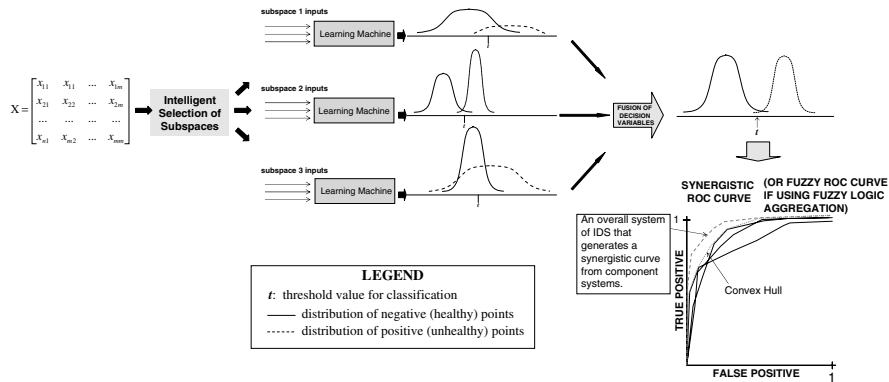 subspace 1 inputs
Learning Machine
t
subspace 2 inputs
Learning Machine
t
subspace 3 inputs
Learning Machine
t
X =
x11 x11 ... x1m
x21 x22 ... x2m
... ... ...
xn1 xm2 ... xmm
Intelligent
Selection of
Subspaces
FUSION OF
DECISION
VARIABLES
t
SYNERGISTIC
ROC CURVE
(OR FUZZY ROC CURVE
IF USING FUZZY LOGIC
AGGREGATION)
An overall system
of IDS that
generates a
synergistic curve
from component
systems.
1
TRUE POSITIVE
Convex Hull
FALSE POSITIVE
1
LEGEND
t: threshold value for classification
distribution of negative (healthy) points
distribution of positive (unhealthy) points